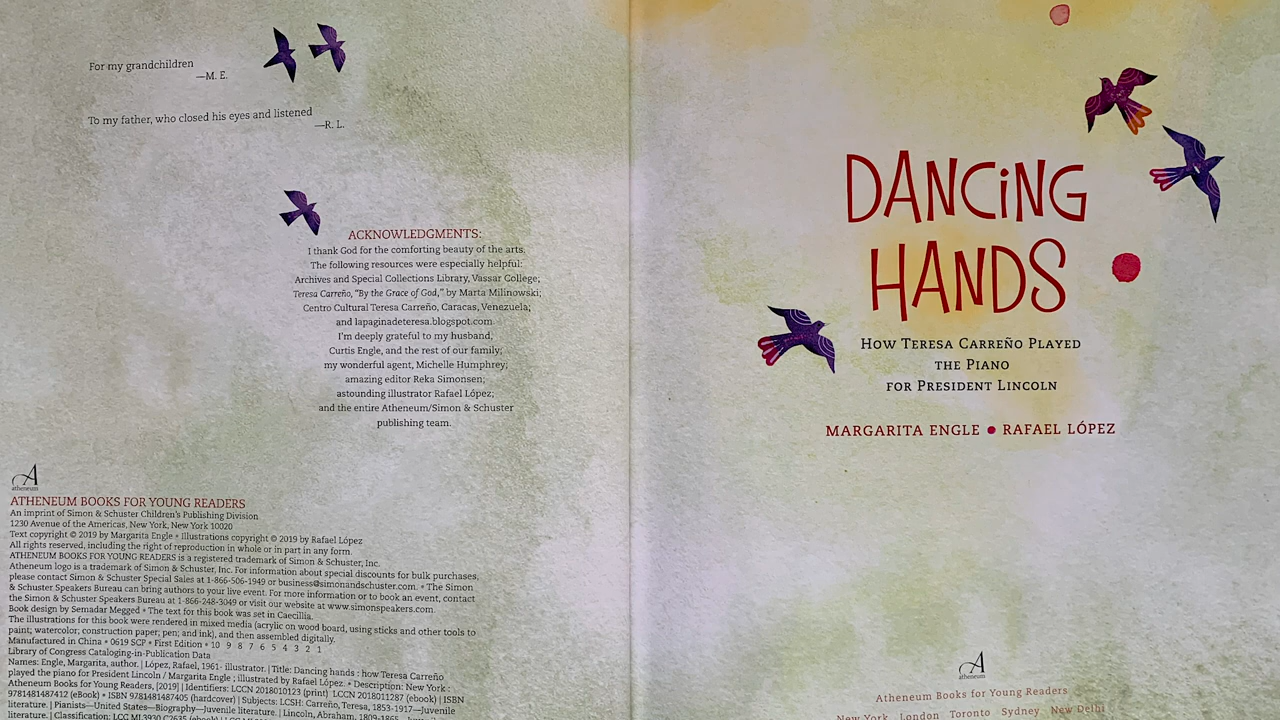 For my grandchildren
—M. E.
To my father, who closed his eyes and listened
—R. L.
ACKNOWLEDGMENTS:
I thank God for the comforting beauty of the arts.
The following resources were especially helpful:
Archives and Special Collections Library, Vassar College;
Teresa Carreño, “By the Grace of God,” by Marta Milinowski;
Centro Cultural Teresa Carreño, Caracas, Venezuela;
and lapaginadeteresa.blogspot.com.
I’m deeply grateful to my husband,
Curtis Engle, and the rest of our family;
my wonderful agent, Michelle Humphrey;
amazing editor Reka Simonsen;
astounding illustrator Rafael López;
and the entire Atheneum/Simon & Schuster
publishing team.
A
atheneum
ATHENEUM BOOKS FOR YOUNG READERS
An imprint of Simon & Schuster Children’s Publishing Division
1230 Avenue of the Americas, New York, New York 10020
Text copyright © 2019 by Margarita Engle • Illustrations copyright © 2019 by Rafael López
All rights reserved, including the right of reproduction in whole or in part in any form.
ATHENEUM BOOKS FOR YOUNG READERS is a registered trademark of Simon & Schuster, Inc.
Atheneum logo is a trademark of Simon & Schuster, Inc. For information about special discounts for bulk purchases,
please contact Simon & Schuster Special Sales at 1-866-506-1949 or business@simonandschuster.com. • The Simon
& Schuster Speakers Bureau can bring authors to your live event. For more information or to book an event, contact
the Simon & Schuster Speakers Bureau at 1-866-248-3049 or visit our website at www.simonspeakers.com.
Book design by Semadar Megged • The text for this book was set in Caecillia.
The illustrations for this book were rendered in mixed media (acrylic on wood board, using sticks and other tools to
paint; watercolor; construction paper; pen; and ink), and then assembled digitally.
Manufactured in China • 0619 SCP • First Edition • 10 9 8 7 6 5 4 3 2 1
Library of Congress Cataloging-in-Publication Data
Names: Engle, Margarita, author. | López, Rafael, 1961- illustrator. | Title: Dancing hands : how Teresa Carreño
played the piano for President Lincoln / Margarita Engle ; illustrated by Rafael López. • Description: New York :
Atheneum Books for Young Readers, [2019] | Identifiers: LCCN 2018010123 (print) LCCN 2018011287 (ebook) | ISBN
9781481487405 (hardcover) | ISBN
9781481487412 (eBook) • Subjects: LCSH: Carreño, Teresa, 1853-1917—Juvenile
literature. | Pianists—United States—Biography—Juvenile literature. | Lincoln, Abraham, 1809-1865
literature. | Classification: LCC ML3930.C2635 (ebook) | LCC
DANCiNG
HANDS
HOW TERESA CARREÑO PLAYED
THE PIANO
FOR PRESIDENT LINCOLN
MARGARITA ENGLE • RAFAEL LÓPEZ
A
atheneum
Atheneum Books for Young Readers
New York London Toronto Sydney New Delhi